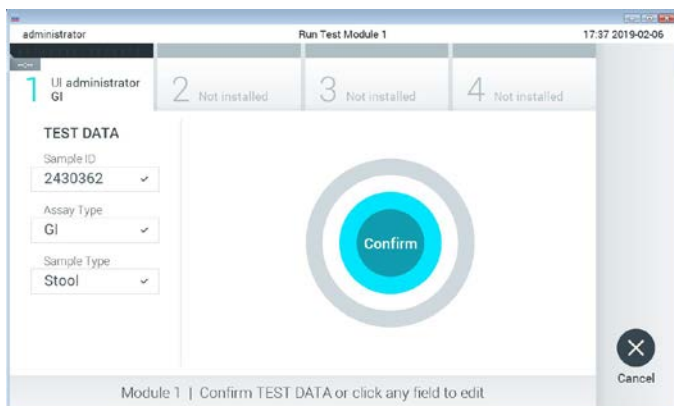 administrator Run Test Module 1 17:37 2019-02-06
1 UI administrator
GI
2 Not installed
3 Not installed
4 Not installed
TEST DATA
Sample ID
2430362
Assay Type
GI
Sample Type
Stool
Confirm
Cancel
Module 1 | Confirm TEST DATA or click any field to edit